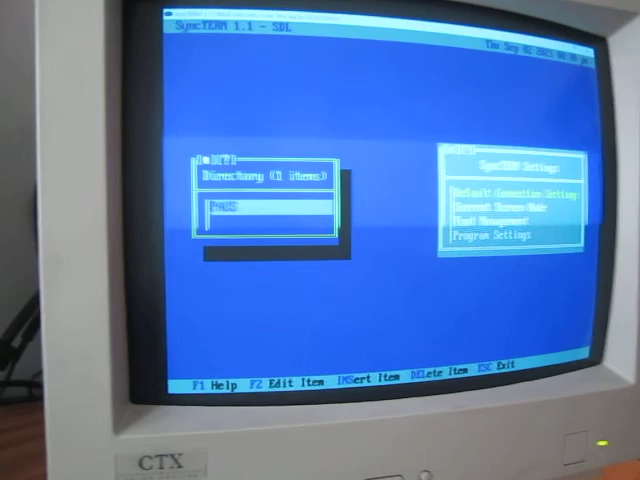 SyncTERM 1.1 - SDL
Directory (1 items)
SyncTERM Settings
Default Connection Settings
Current Screen Mode
Font Management
Program Settings
F1 Help F2 Edit Item INSert Item DELete Item ESC Exit
CTX